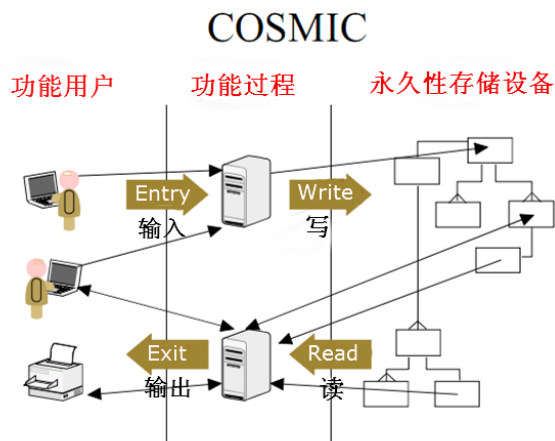 COSMIC
功能用户
功能过程
永久性存储设备
Entry
输入
Write
写
Exit
输出
Read
读